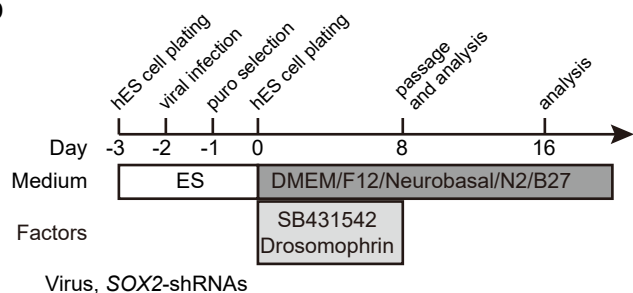 hES cell plating
viral infection
puro selection
hES cell plating
passage
and analysis
analysis
Day -3 -2 -1 0 8 16
Medium ES DMEM/F12/Neurobasal/N2/B27
Factors SB431542
Drosomophrin
Virus, SOX2-shRNAs